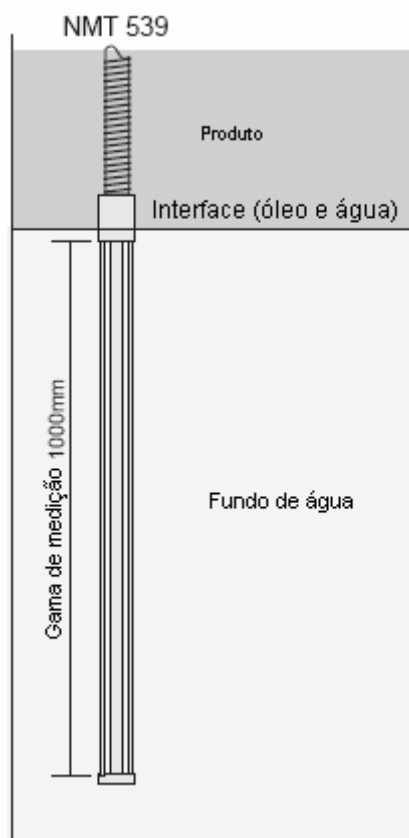 NMT 539
Produto
Interface (óleo e água)
Gama de medição 1000mm
Fundo de água